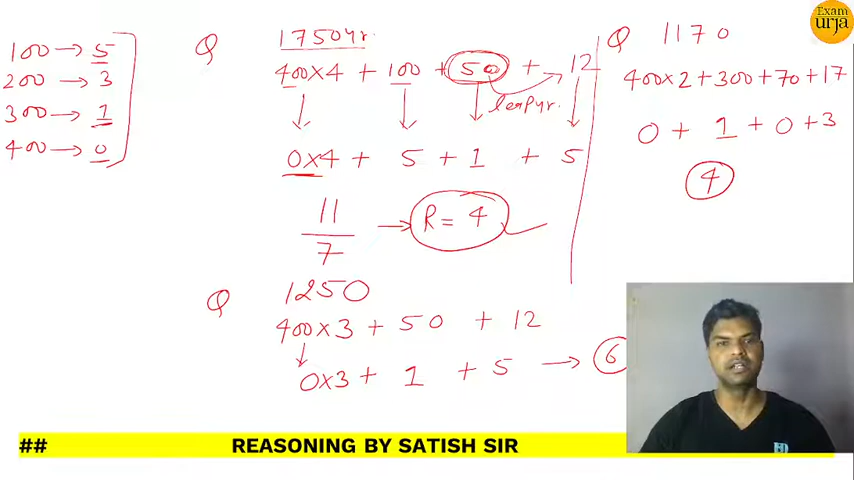 Exam
urja
100 → 5
200 → 3
300 → 1
400 → 0
Q 1750 yr.
400×4 + 100 + 50 + 12
leapyr.
0×4 + 5 + 1 + 5
11
7
→ R = 4
Q 1250
400×3 + 50 + 12
0×3 + 1 + 5 → 6
Q 1170
400×2+300+70+17
0 + 1 + 0 + 3
4
## REASONING BY SATISH SIR